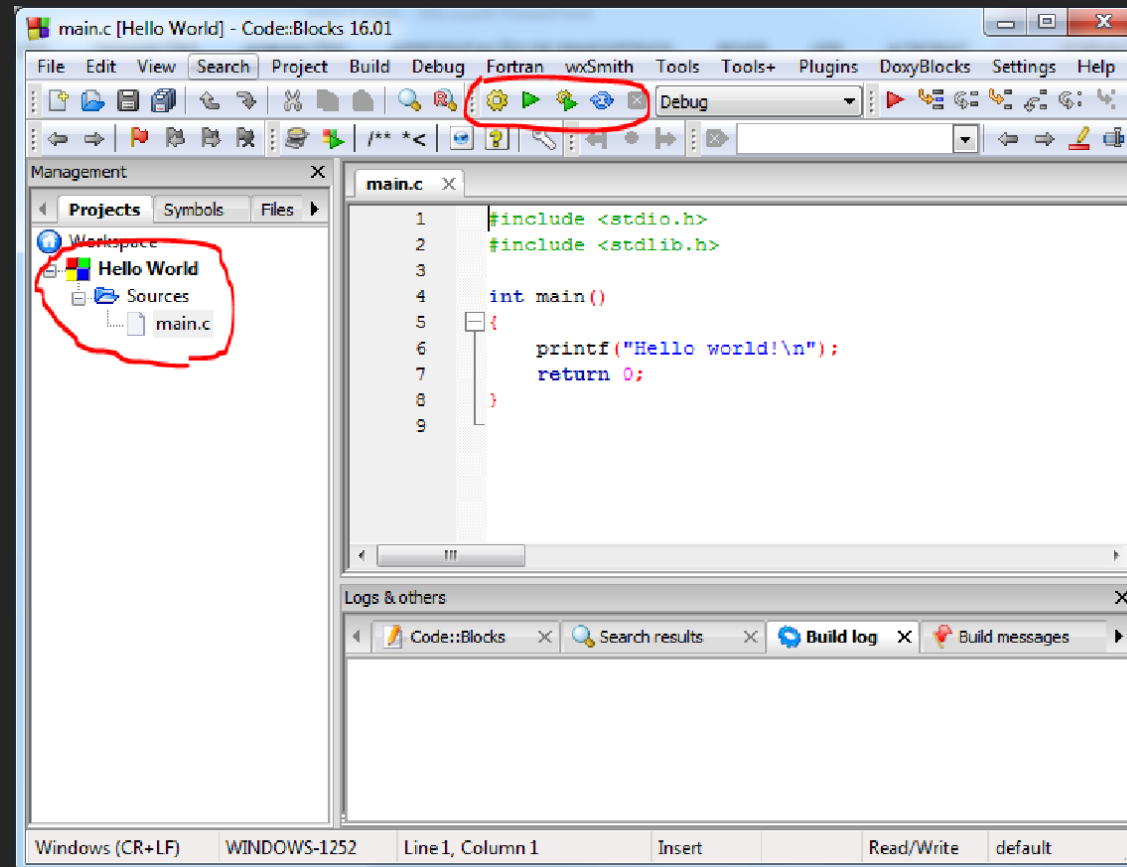 main.c [Hello World] - Code::Blocks 16.01
File Edit View Search Project Build Debug Fortran wxSmith Tools Tools+ Plugins DoxyBlocks Settings Help
Debug
/** *<
Management
Projects Symbols Files
Workspace
Hello World
Sources
main.c
main.c
1 #include <stdio.h>
2 #include <stdlib.h>
3
4 int main()
5 {
6 printf("Hello world!\n");
7 return 0;
8 }
9
Logs & others
Code::Blocks Search results Build log Build messages
Windows (CR+LF) WINDOWS-1252 Line 1, Column 1 Insert Read/Write default